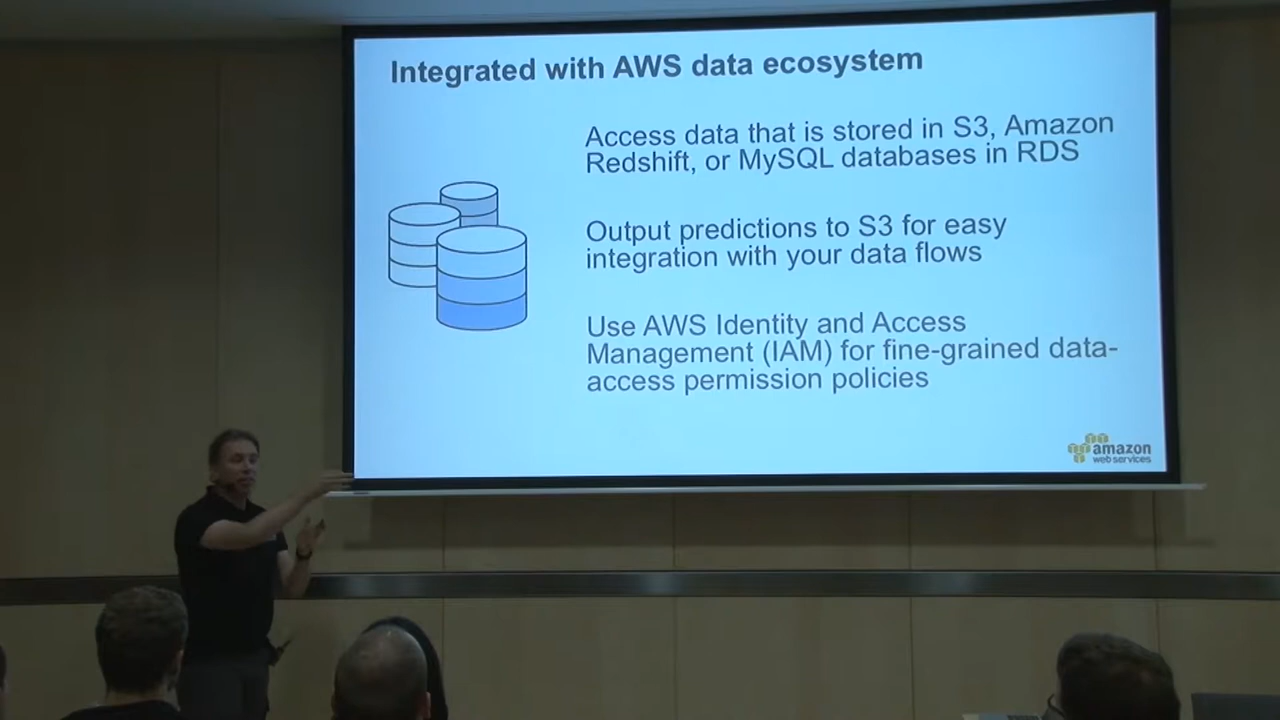 Integrated with AWS data ecosystem
Access data that is stored in S3, Amazon
Redshift, or MySQL databases in RDS
Output predictions to S3 for easy
integration with your data flows
Use AWS Identity and Access
Management (IAM) for fine-grained data-
access permission policies
amazon
web services